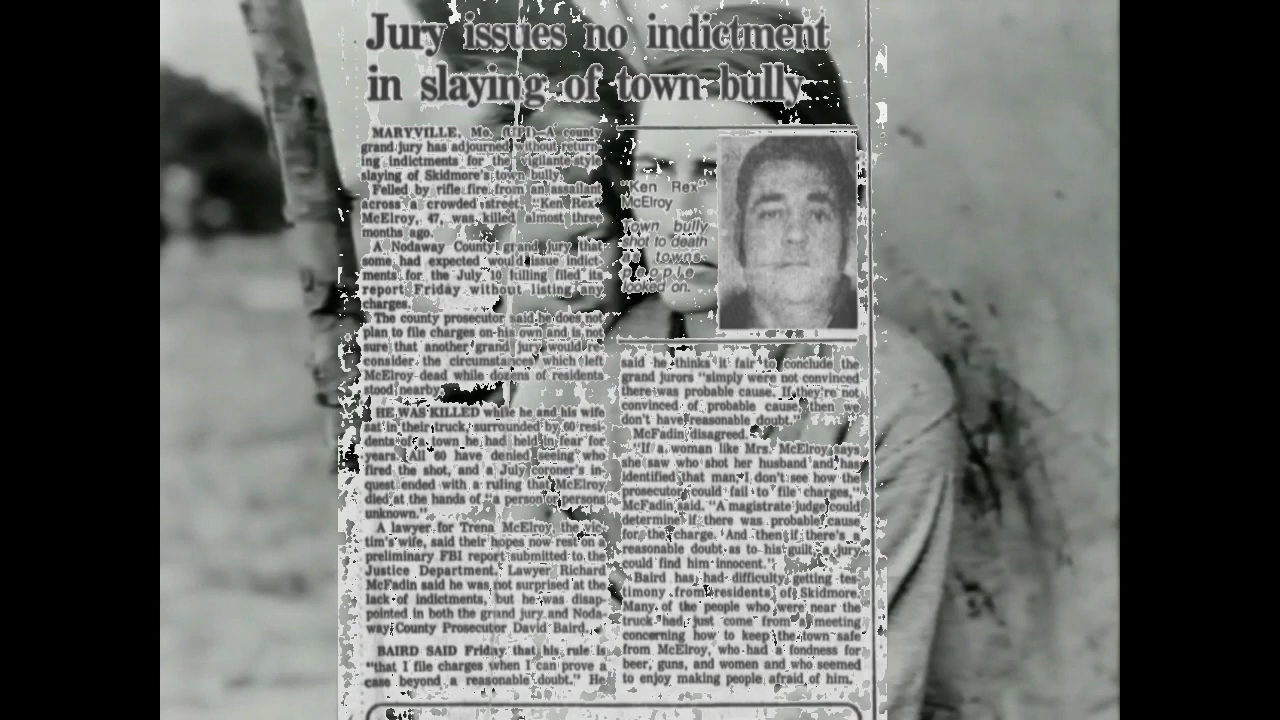 Jury issues no indictment
in slaying of town bully
MARYVILLE, Mo. (UPI)—A county
grand jury has adjourned without return-
ing indictments for the vigilante-style
slaying of Skidmore's town bully.
Felled by rifle fire from an assailant
across a crowded street, "Ken Rex"
McElroy, 47, was killed almost three
months ago.
A Nodaway County grand jury that
some had expected would issue indict-
ments for the July 10 killing filed its
report Friday without listing any
charges.
The county prosecutor said he does not
plan to file charges on his own and is not
sure that another grand jury would re-
consider the circumstances which left
McElroy dead while dozens of residents
stood nearby.
HE WAS KILLED while he and his wife
sat in their truck, surrounded by 60 resi-
dents of a town he had held in fear for
years. All 60 have denied seeing who
fired the shot, and a July coroner's in-
quest ended with a ruling that McElroy
died at the hands of "a person or persons
unknown."
A lawyer for Trena McElroy, the vic-
tim's wife, said their hopes now rest on a
preliminary FBI report submitted to the
Justice Department. Lawyer Richard
McFadin said he was not surprised at the
lack of indictments, but he was disap-
pointed in both the grand jury and Noda-
way County Prosecutor David Baird.
BAIRD SAID Friday that his rule is
"that I file charges when I can prove a
case beyond a reasonable doubt." He
"Ken Rex"
McElroy
Town bully
shot to death
as towns-
people
looked on.
said he thinks it fair to conclude the
grand jurors "simply were not convinced
there was probable cause. If they're not
convinced of probable cause, then we
don't have reasonable doubt."
McFadin disagreed.
"If a woman like Mrs. McElroy says
she saw who shot her husband and has
identified that man, I don't see how the
prosecutor could fail to file charges,"
McFadin said. "A magistrate judge could
determine if there was probable cause
for the charge. And then if there's a
reasonable doubt as to his guilt, a jury
could find him innocent."
Baird has had difficulty getting tes-
timony from residents of Skidmore.
Many of the people who were near the
truck had just come from a meeting
concerning how to keep the town safe
from McElroy, who had a fondness for
beer, guns, and women and who seemed
to enjoy making people afraid of him.